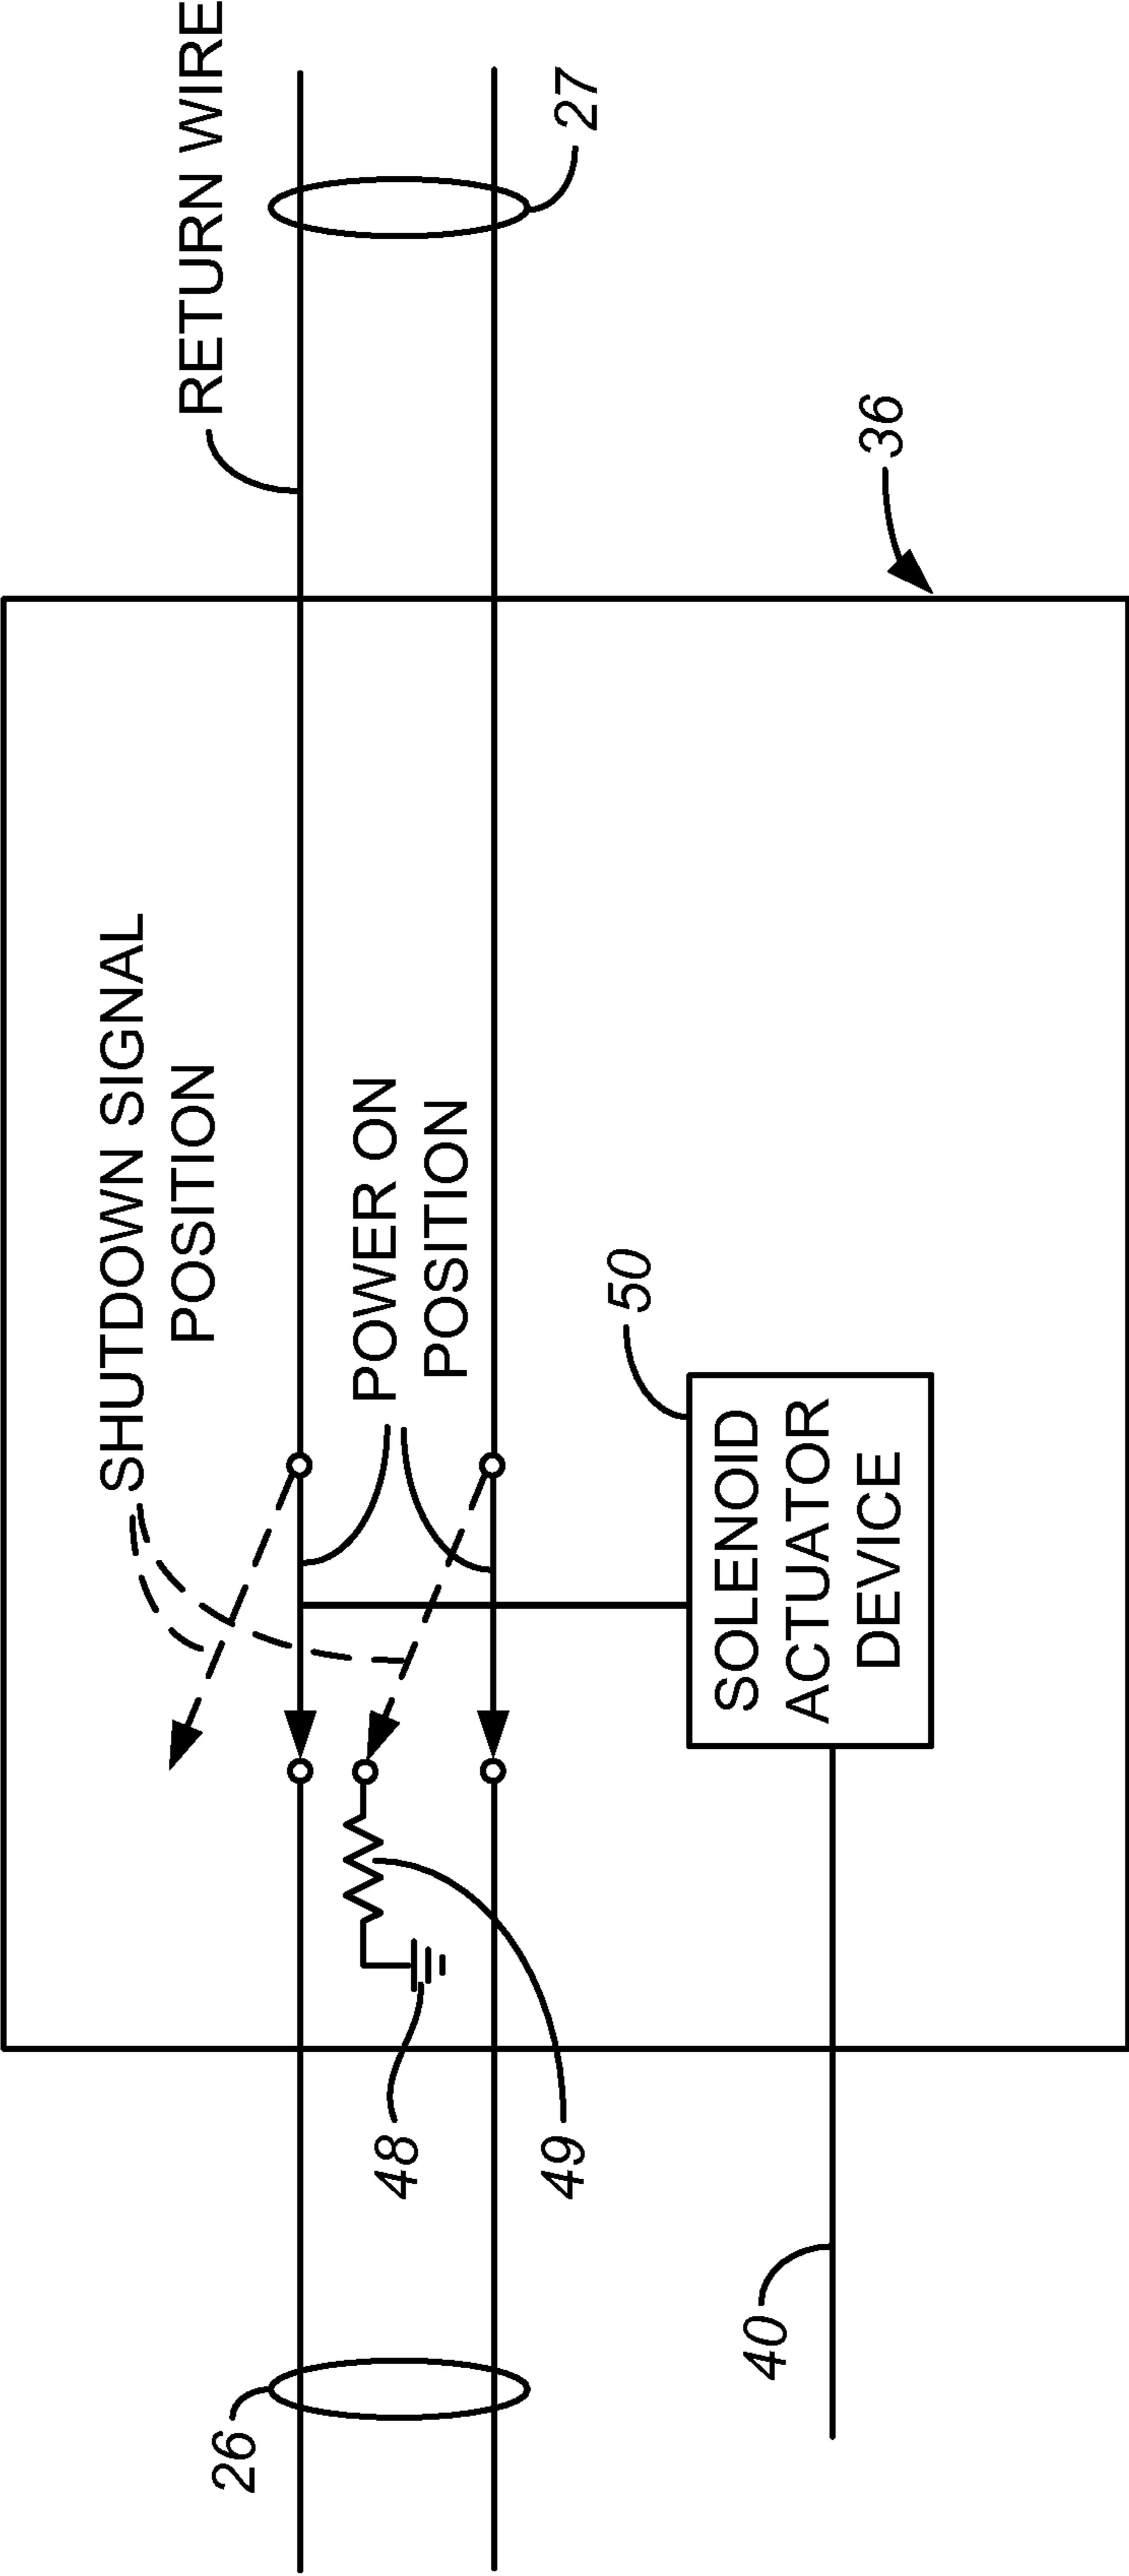 SHUTDOWN SIGNAL
POSITION
RETURN WIRE
26
48
POWER ON
POSITION
27
49
50
40
SOLENOID
ACTUATOR
DEVICE
36